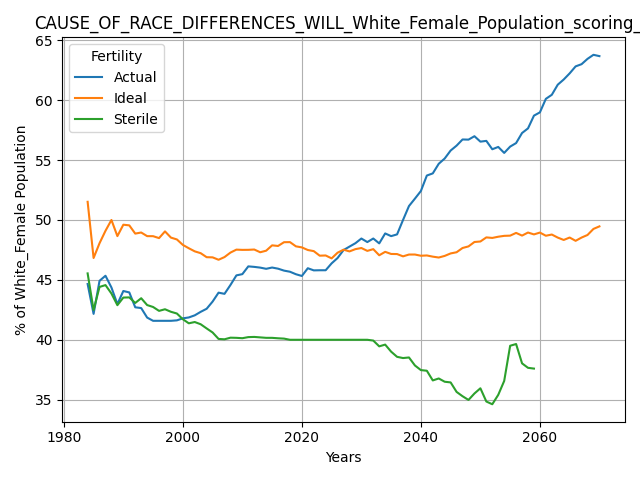 CAUSE_OF_RACE_DIFFERENCES_WILL_White_Female_Population_scoring_
65
60
55
50
45
40
35
% of White_Female Population
Fertility
Actual
Ideal
Sterile
1980
2000
2020
2040
2060
Years